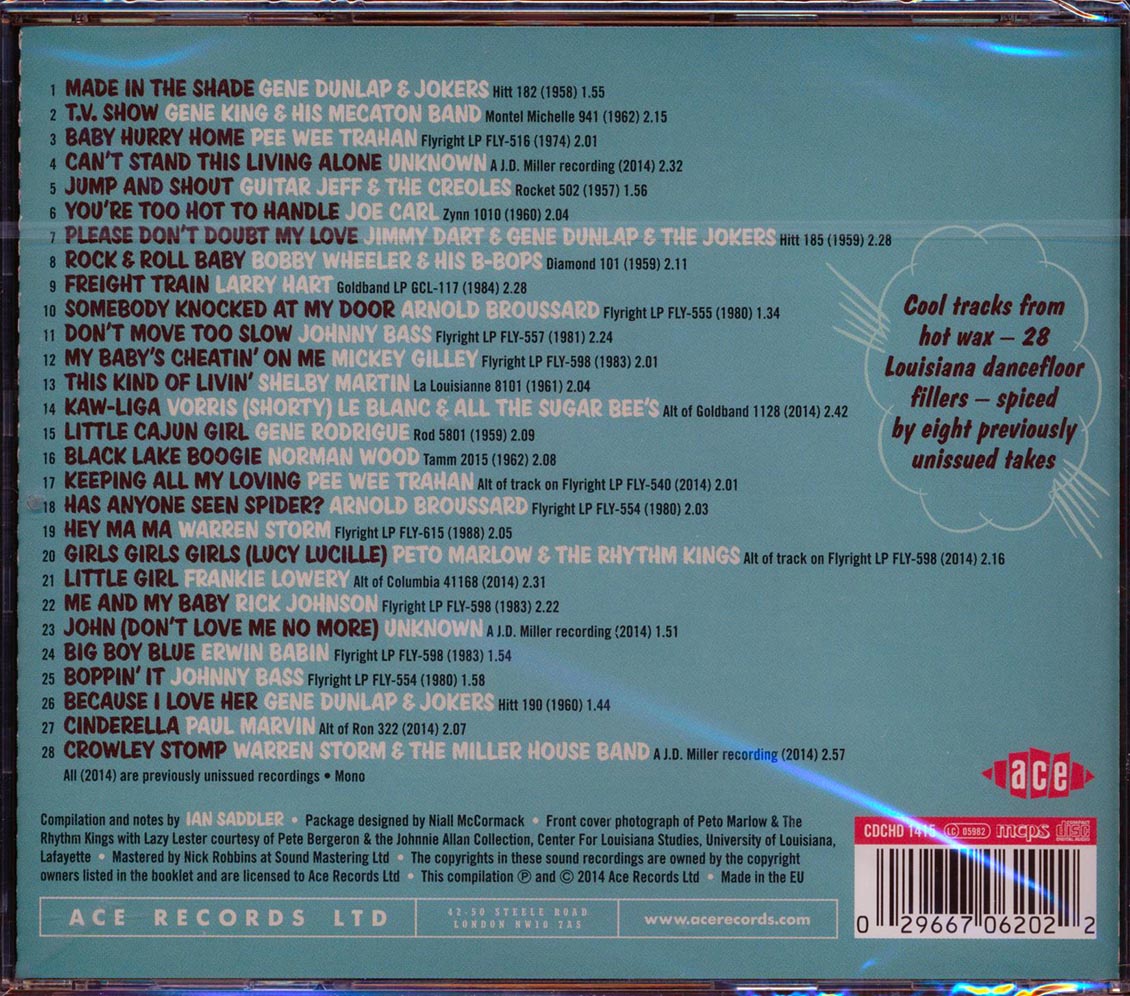 1 MADE IN THE SHADE GENE DUNLAP & JOKERS Hitt 182 (1958) 1.55
2 T.V. SHOW GENE KING & HIS MECATON BAND Montel Michelle 941 (1962) 2.15
3 BABY HURRY HOME PEE WEE TRAHAN Flyright LP FLY-516 (1974) 2.01
4 CAN'T STAND THIS LIVING ALONE UNKNOWN A J.D. Miller recording (2014) 2.32
5 JUMP AND SHOUT GUITAR JEFF & THE CREOLES Rocket 502 (1957) 1.56
6 YOU'RE TOO HOT TO HANDLE JOE CARL Zynn 1010 (1960) 2.04
7 PLEASE DON'T DOUBT MY LOVE JIMMY DART & GENE DUNLAP & THE JOKERS Hitt 185 (1959) 2.28
8 ROCK & ROLL BABY BOBBY WHEELER & HIS B-BOPS Diamond 101 (1959) 2.11
9 FREIGHT TRAIN LARRY HART Goldband LP GCL-117 (1984) 2.28
10 SOMEBODY KNOCKED AT MY DOOR ARNOLD BROUSSARD Flyright LP FLY-555 (1980) 1.34
11 DON'T MOVE TOO SLOW JOHNNY BASS Flyright LP FLY-557 (1981) 2.24
12 MY BABY'S CHEATIN' ON ME MICKEY GILLEY Flyright LP FLY-598 (1983) 2.01
13 THIS KIND OF LIVIN' SHELBY MARTIN La Louisianne 8101 (1961) 2.04
14 KAW-LIGA VORRIS (SHORTY) LE BLANC & ALL THE SUGAR BEE'S Alt of Goldband 1128 (2014) 2.42
15 LITTLE CAJUN GIRL GENE RODRIGUE Rod 5801 (1959) 2.09
16 BLACK LAKE BOOGIE NORMAN WOOD Tamm 2015 (1962) 2.08
17 KEEPING ALL MY LOVING PEE WEE TRAHAN Alt of track on Flyright LP FLY-540 (2014) 2.01
18 HAS ANYONE SEEN SPIDER? ARNOLD BROUSSARD Flyright LP FLY-554 (1980) 2.03
19 HEY MA MA WARREN STORM Flyright LP FLY-615 (1988) 2.05
20 GIRLS GIRLS GIRLS (LUCY LUCILLE) PETO MARLOW & THE RHYTHM KINGS Alt of track on Flyright LP FLY-598 (2014) 2.16
21 LITTLE GIRL FRANKIE LOWERY Alt of Columbia 41168 (2014) 2.31
22 ME AND MY BABY RICK JOHNSON Flyright LP FLY-598 (1983) 2.22
23 JOHN (DON'T LOVE ME NO MORE) UNKNOWN A J.D. Miller recording (2014) 1.51
24 BIG BOY BLUE ERWIN BABIN Flyright LP FLY-598 (1983) 1.54
25 BOPPIN' IT JOHNNY BASS Flyright LP FLY-554 (1980) 1.58
26 BECAUSE I LOVE HER GENE DUNLAP & JOKERS Hitt 190 (1960) 1.44
27 CINDERELLA PAUL MARVIN Alt of Ron 322 (2014) 2.07
28 CROWLEY STOMP WARREN STORM & THE MILLER HOUSE BAND A J.D. Miller recording (2014) 2.57
All (2014) are previously unissued recordings • Mono
Cool tracks from
hot wax – 28
Louisiana dancefloor
fillers – spiced
by eight previously
unissued takes
ace
Compilation and notes by IAN SADDLER • Package designed by Niall McCormack • Front cover photograph of Peto Marlow & The
Rhythm Kings with Lazy Lester courtesy of Pete Bergeron & the Johnnie Allan Collection, Center For Louisiana Studies, University of Louisiana,
Lafayette • Mastered by Nick Robbins at Sound Mastering Ltd • The copyrights in these sound recordings are owned by the copyright
owners listed in the booklet and are licensed to Ace Records Ltd • This compilation ℗ and © 2014 Ace Records Ltd • Made in the EU
ACE RECORDS LTD
42-50 STEELE ROAD
LONDON NW10 7AS
www.acerecords.com
CDCHD 1415 LC 05982 mcps COMPACT disc DIGITAL AUDIO
0 29667 06202 2